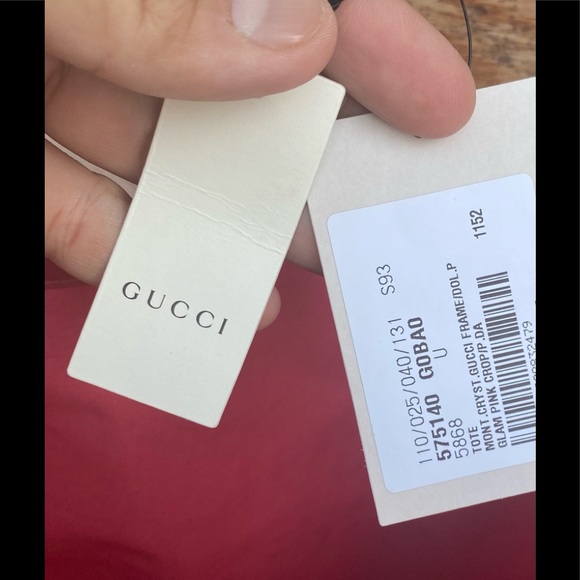 GUCCI
110/025/040/131 S93
575140 G0BAO
U
5868
TOTE 1152
MONT.CRYST.GUCCI FRAME/DOL.P
GLAM PINK CROP/P.DA